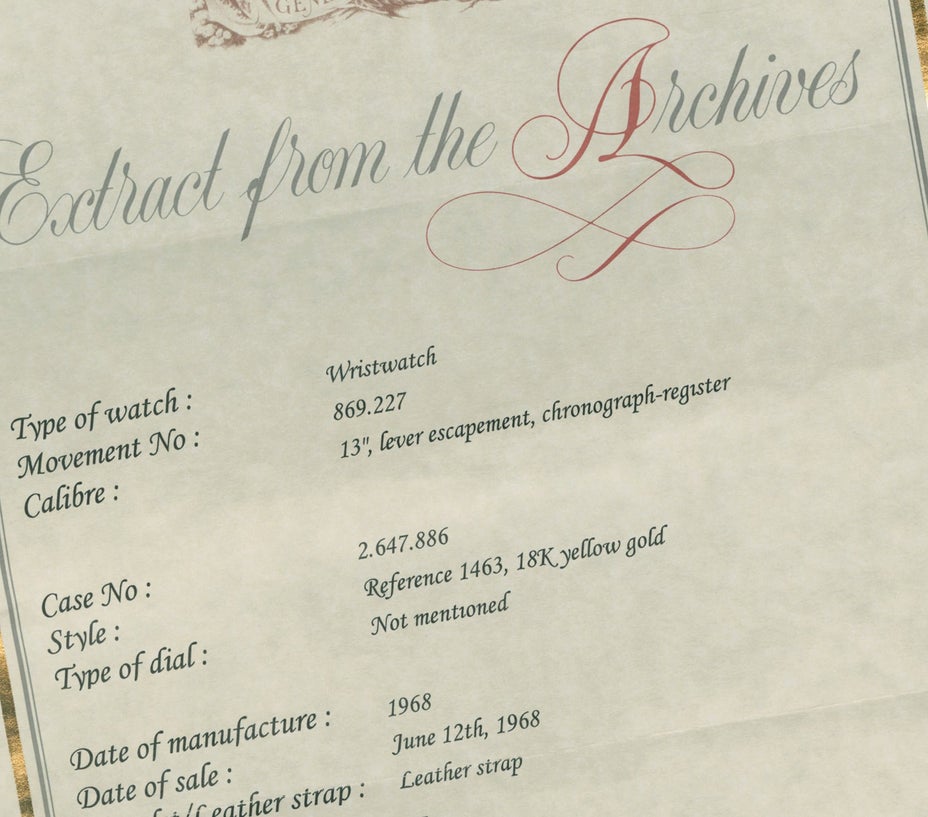 Extract from the Archives
Type of watch : Wristwatch
Movement No : 869.227
Calibre : 13", lever escapement, chronograph-register
Case No : 2.647.886
Style : Reference 1463, 18K yellow gold
Type of dial : Not mentioned
Date of manufacture : 1968
Date of sale : June 12th, 1968
/Leather strap : Leather strap